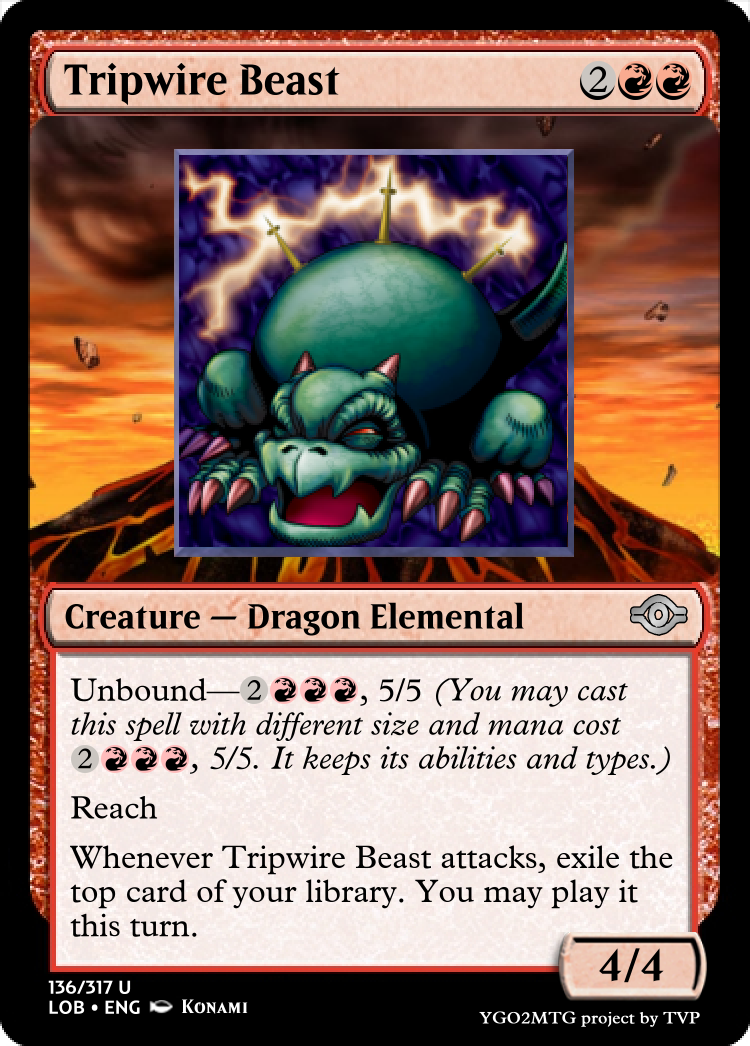 Tripwire Beast 2
Creature — Dragon Elemental
Unbound—2, 5/5 (You may cast
this spell with different size and mana cost
2, 5/5. It keeps its abilities and types.)
Reach
Whenever Tripwire Beast attacks, exile the
top card of your library. You may play it
this turn.
4/4
136/317 U
LOB • ENG KONAMI
YGO2MTG project by TVP